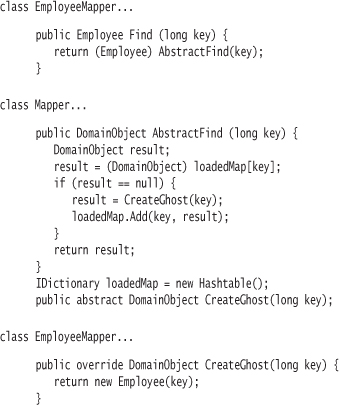 class EmployeeMapper...
public Employee Find (long key) {
return (Employee) AbstractFind(key);
}
class Mapper...
public DomainObject AbstractFind (long key) {
DomainObject result;
result = (DomainObject) loadedMap[key];
if (result == null) {
result = CreateGhost(key);
loadedMap.Add(key, result);
}
return result;
}
IDictionary loadedMap = new Hashtable();
public abstract DomainObject CreateGhost(long key);
class EmployeeMapper...
public override DomainObject CreateGhost(long key) {
return new Employee(key);
}